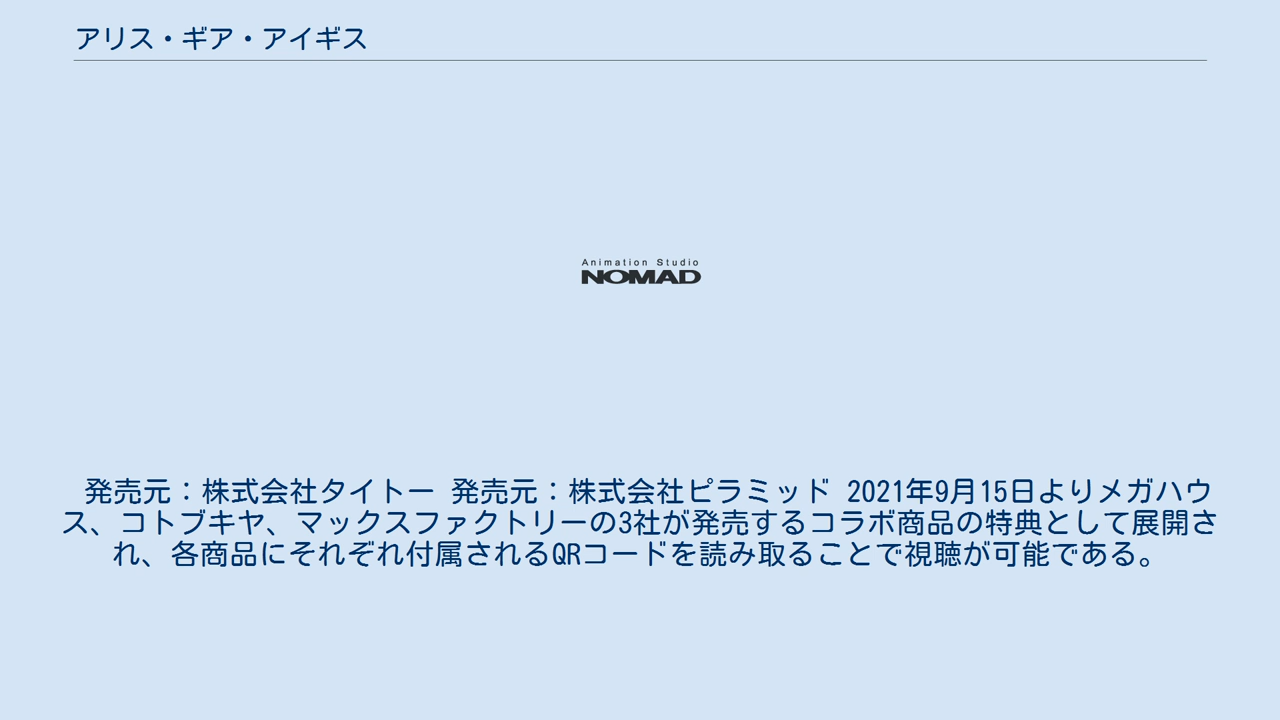 アリス・ギア・アイギス
Animation Studio
NOMAD
発売元：株式会社タイトー 発売元：株式会社ピラミッド 2021年9月15日よりメガハウ
ス、コトブキヤ、マックスファクトリーの3社が発売するコラボ商品の特典として展開さ
れ、各商品にそれぞれ付属されるQRコードを読み取ることで視聴が可能である。